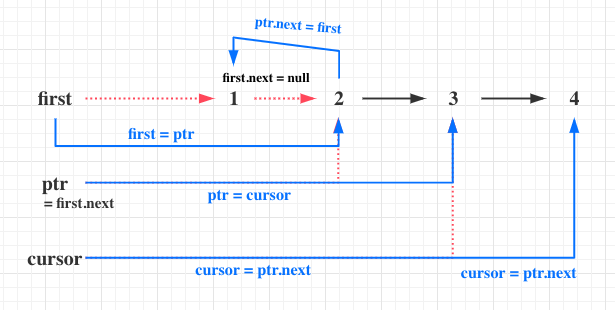 ptr.next = first
first.next = null
first 1 2 3 4
first = ptr
ptr
= first.next
ptr = cursor
cursor
cursor = ptr.next
cursor = ptr.next